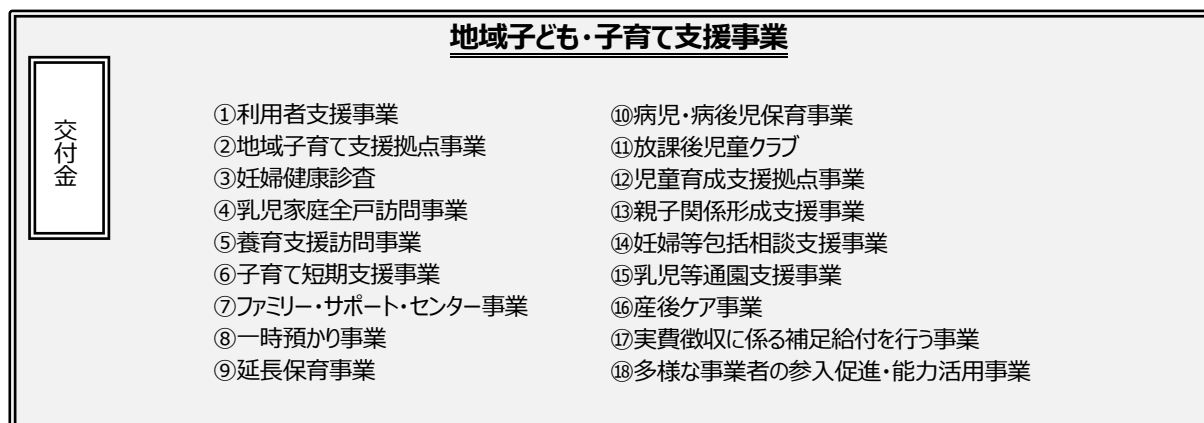 地域子ども・子育て支援事業
交付金
①利用者支援事業
②地域子育て支援拠点事業
③妊婦健康診査
④乳児家庭全戸訪問事業
⑤養育支援訪問事業
⑥子育て短期支援事業
⑦ファミリー・サポート・センター事業
⑧一時預かり事業
⑨延長保育事業
⑩病児・病後児保育事業
⑪放課後児童クラブ
⑫児童育成支援拠点事業
⑬親子関係形成支援事業
⑭妊婦等包括相談支援事業
⑮乳児等通園支援事業
⑯産後ケア事業
⑰実費徴収に係る補足給付を行う事業
⑱多様な事業者の参入促進・能力活用事業